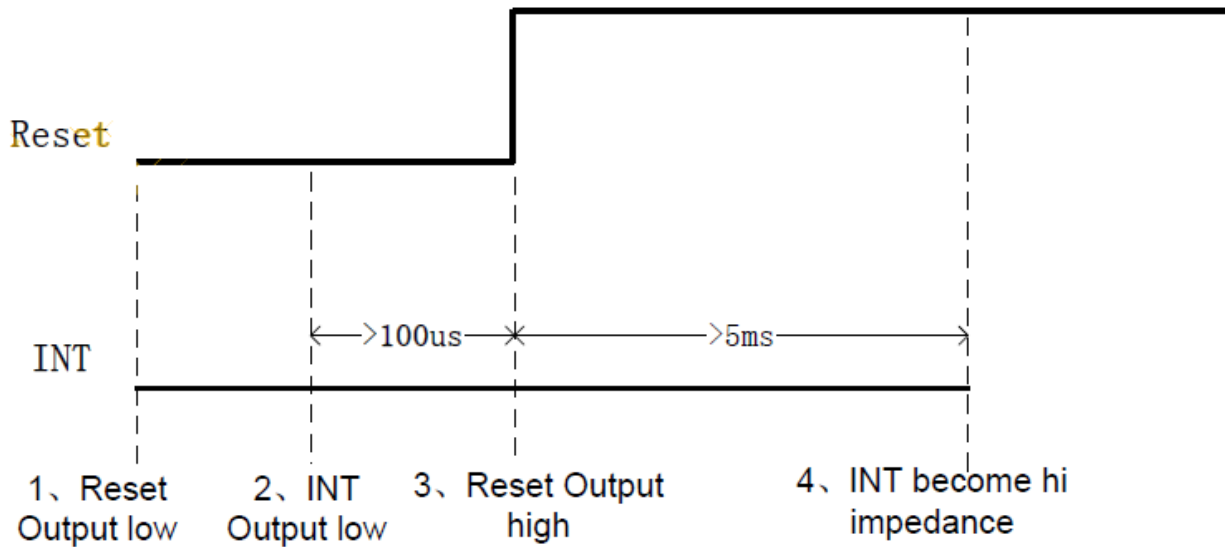 Reset
>100us
>5ms
INT
1、Reset
Output low
2、INT
Output low
3、Reset Output
high
4、INT become hi
impedance